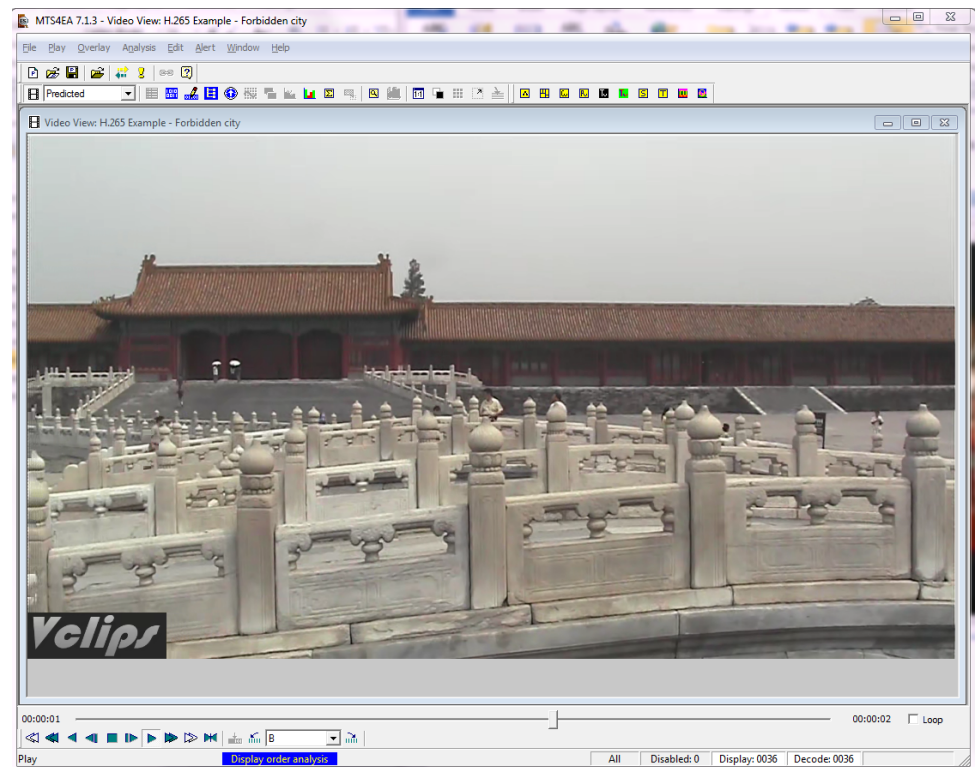 MTS4EA 7.1.3 - Video View: H.265 Example - Forbidden city
File Play Overlay Analysis Edit Alert Window Help
Predicted
Video View: H.265 Example - Forbidden city
Vclips
00:00:01 00:00:02 Loop
B
Play Display order analysis All Disabled: 0 Display: 0036 Decode: 0036